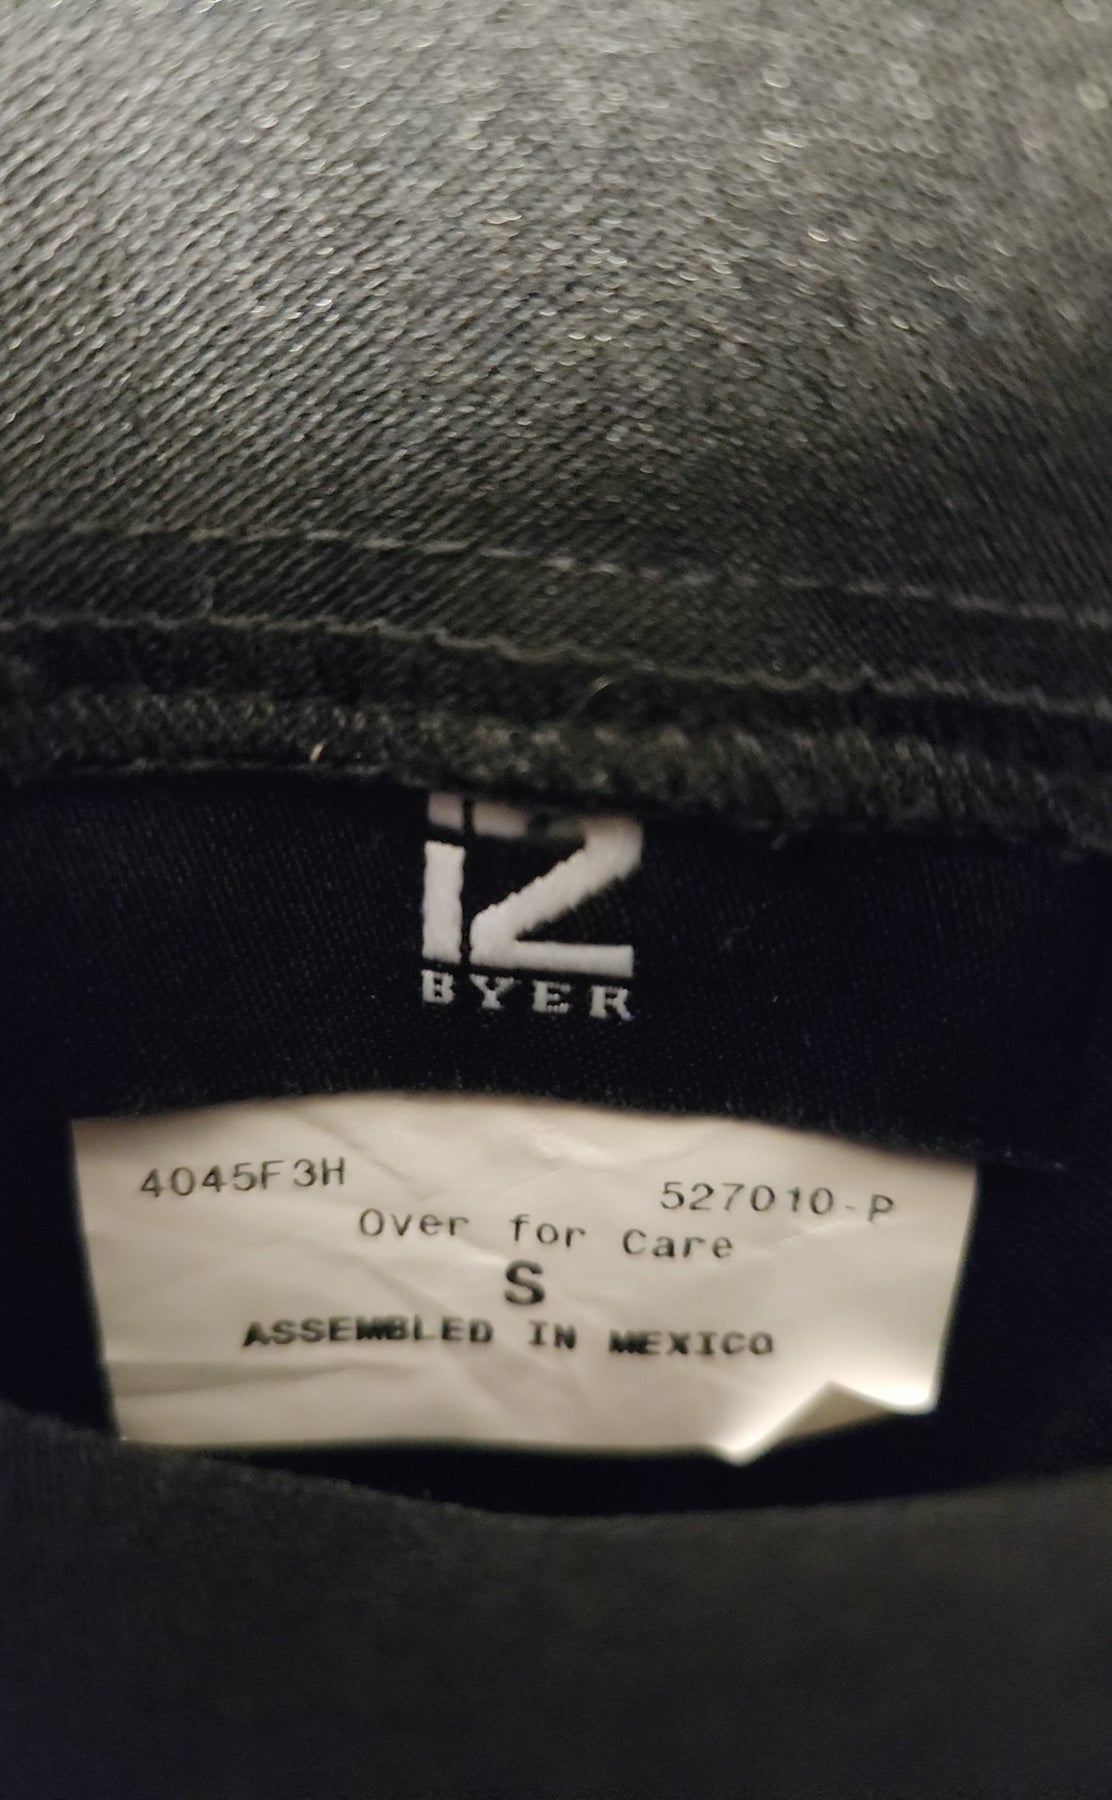 iZ
BYER
4045F3H 527010-P
Over for Care
S
ASSEMBLED IN MEXICO